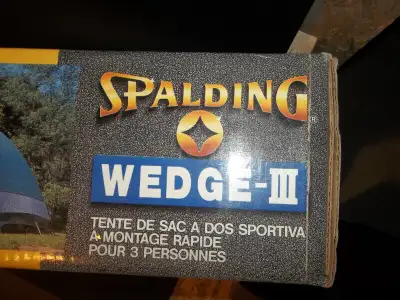 SPALDING
®
WEDGE-III
TENTE DE SAC A DOS SPORTIVA
A MONTAGE RAPIDE
POUR 3 PERSONNES